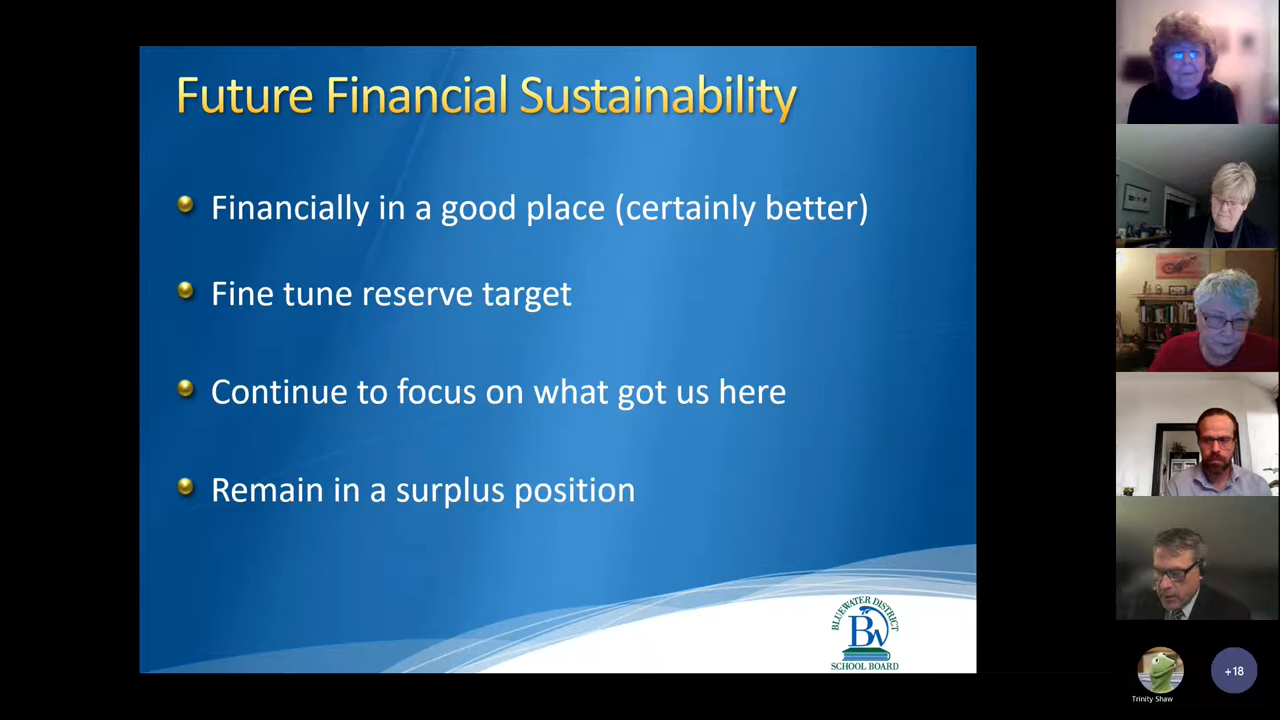 Future Financial Sustainability
Financially in a good place (certainly better)
Fine tune reserve target
Continue to focus on what got us here
Remain in a surplus position
BLUEWATER DISTRICT
BW
SCHOOL BOARD
Trinity Shaw
+18